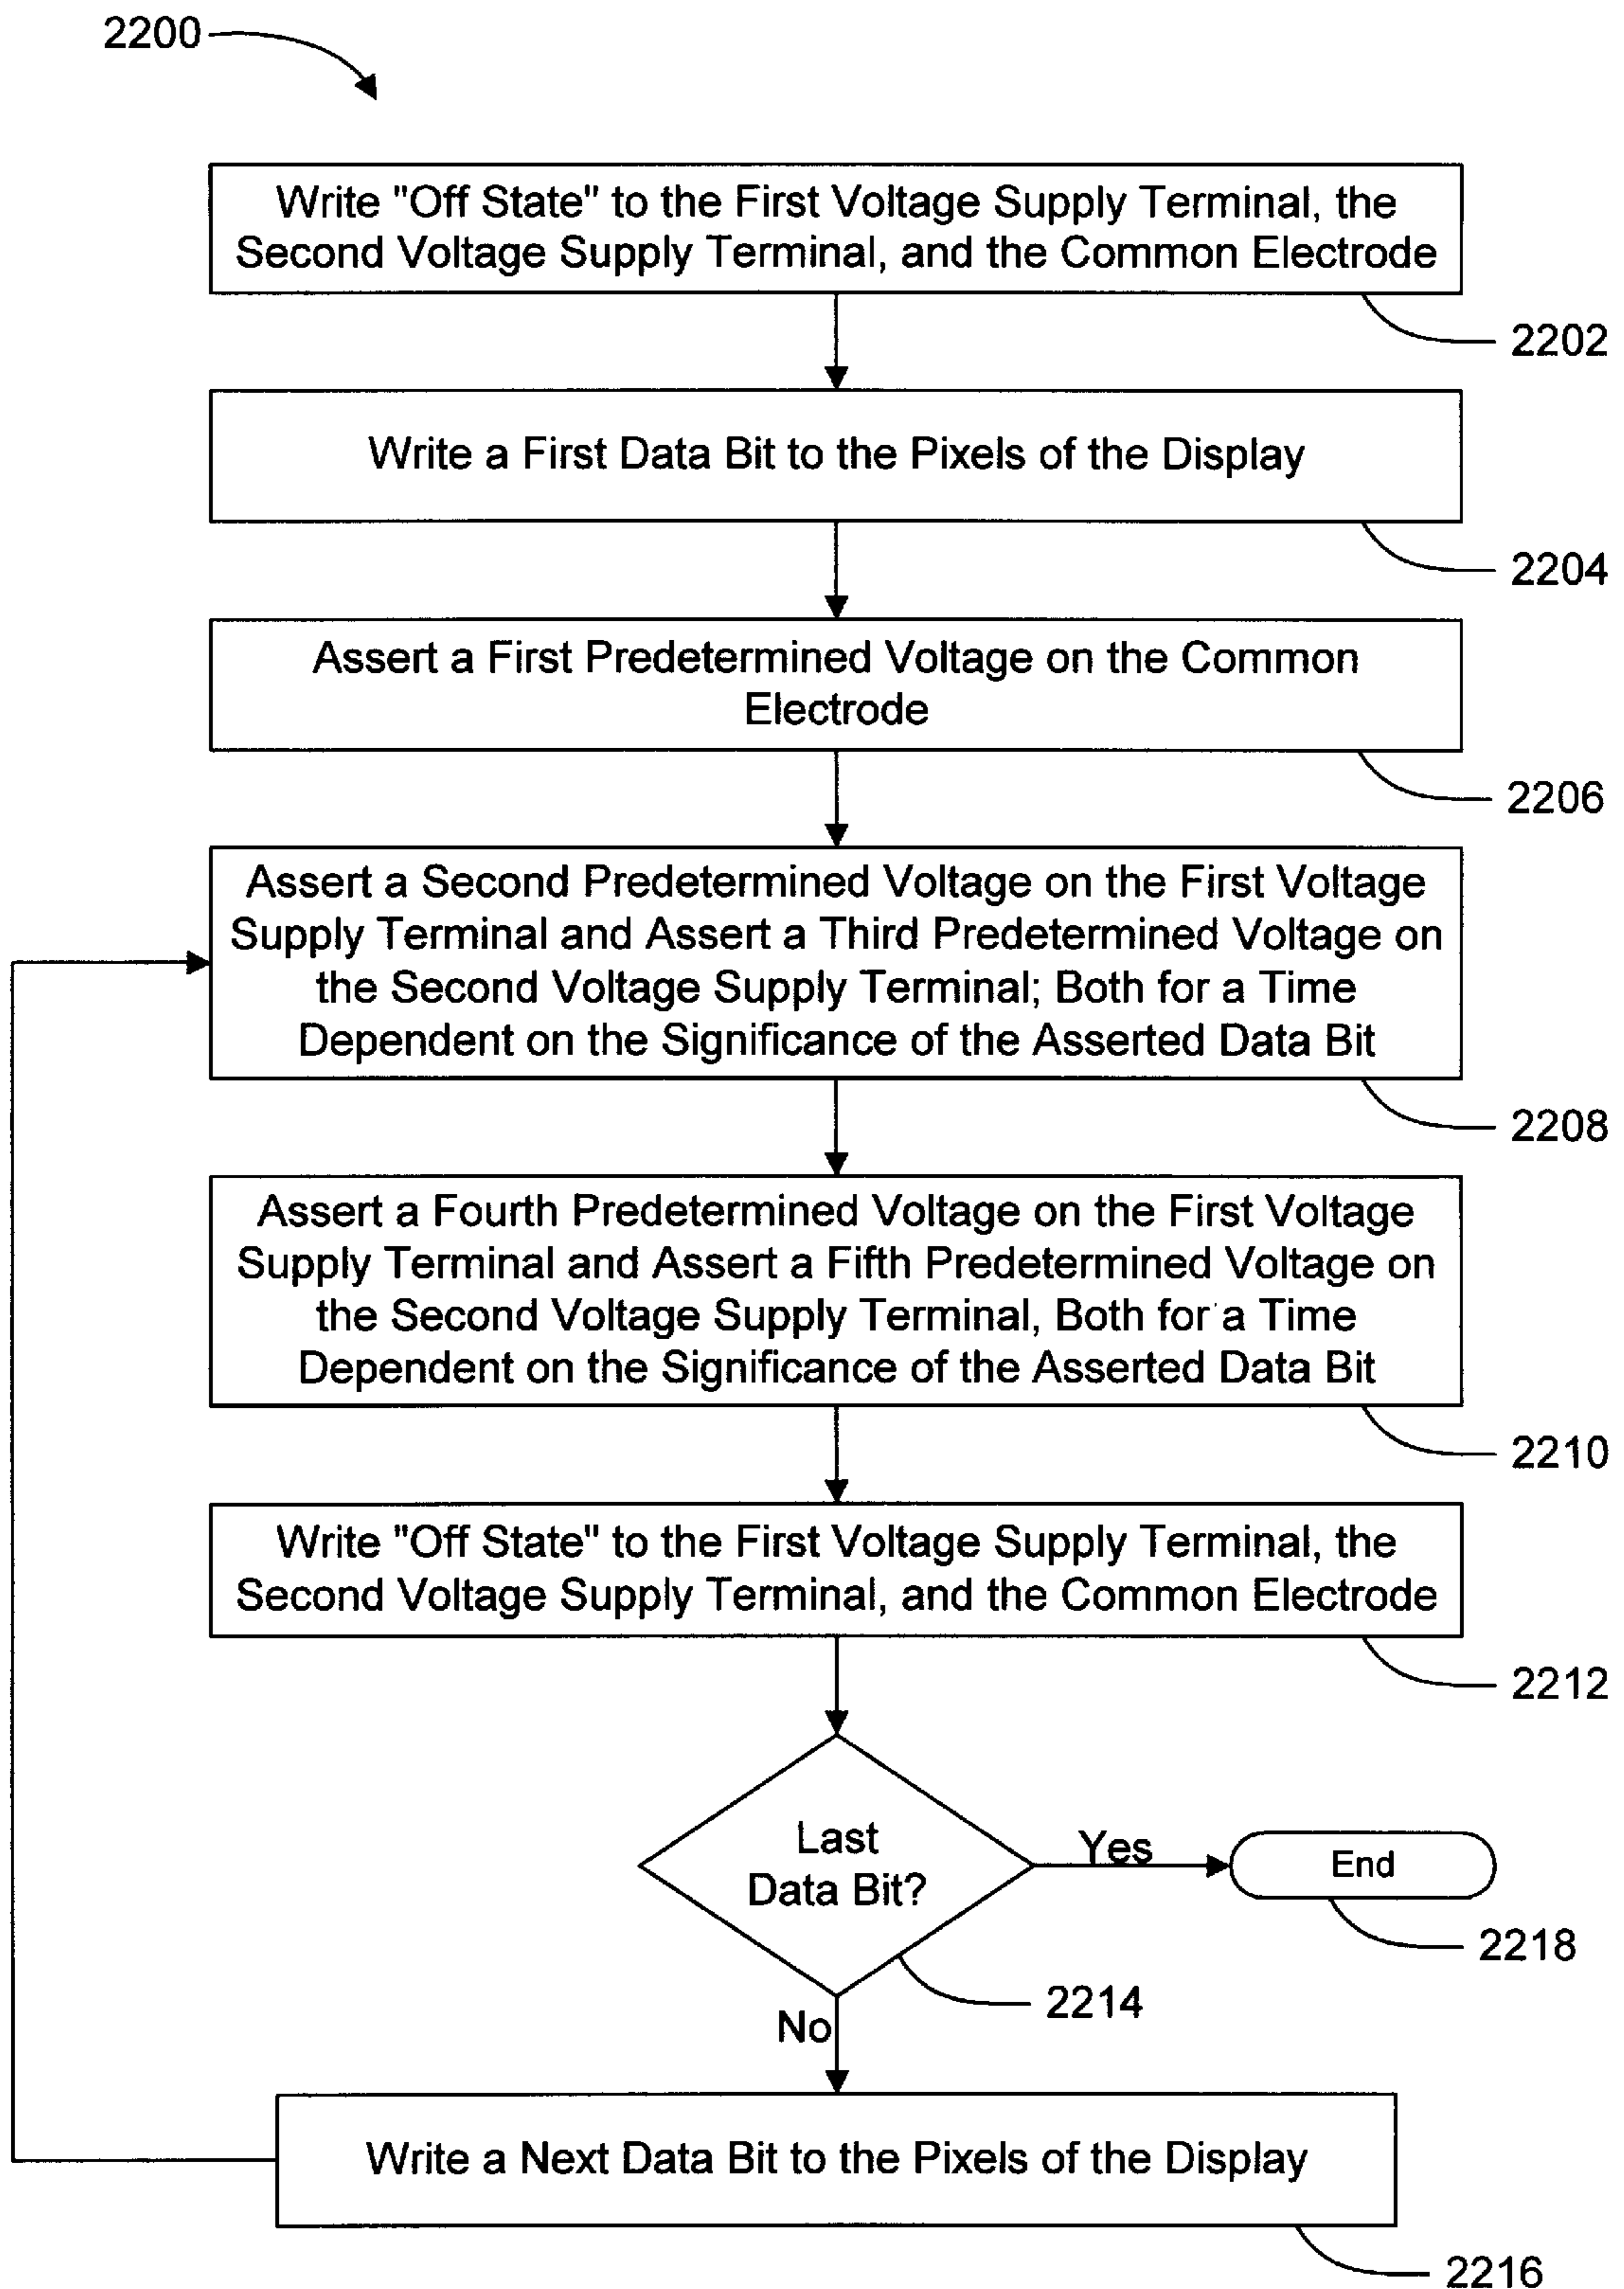 2200
Write "Off State" to the First Voltage Supply Terminal, the
Second Voltage Supply Terminal, and the Common Electrode
2202
Write a First Data Bit to the Pixels of the Display
2204
Assert a First Predetermined Voltage on the Common
Electrode
2206
Assert a Second Predetermined Voltage on the First Voltage
Supply Terminal and Assert a Third Predetermined Voltage on
the Second Voltage Supply Terminal; Both for a Time
Dependent on the Significance of the Asserted Data Bit
2208
Assert a Fourth Predetermined Voltage on the First Voltage
Supply Terminal and Assert a Fifth Predetermined Voltage on
the Second Voltage Supply Terminal, Both for a Time
Dependent on the Significance of the Asserted Data Bit
2210
Write "Off State" to the First Voltage Supply Terminal, the
Second Voltage Supply Terminal, and the Common Electrode
2212
Last
Data Bit?
Yes
End
2218
2214
No
Write a Next Data Bit to the Pixels of the Display
2216